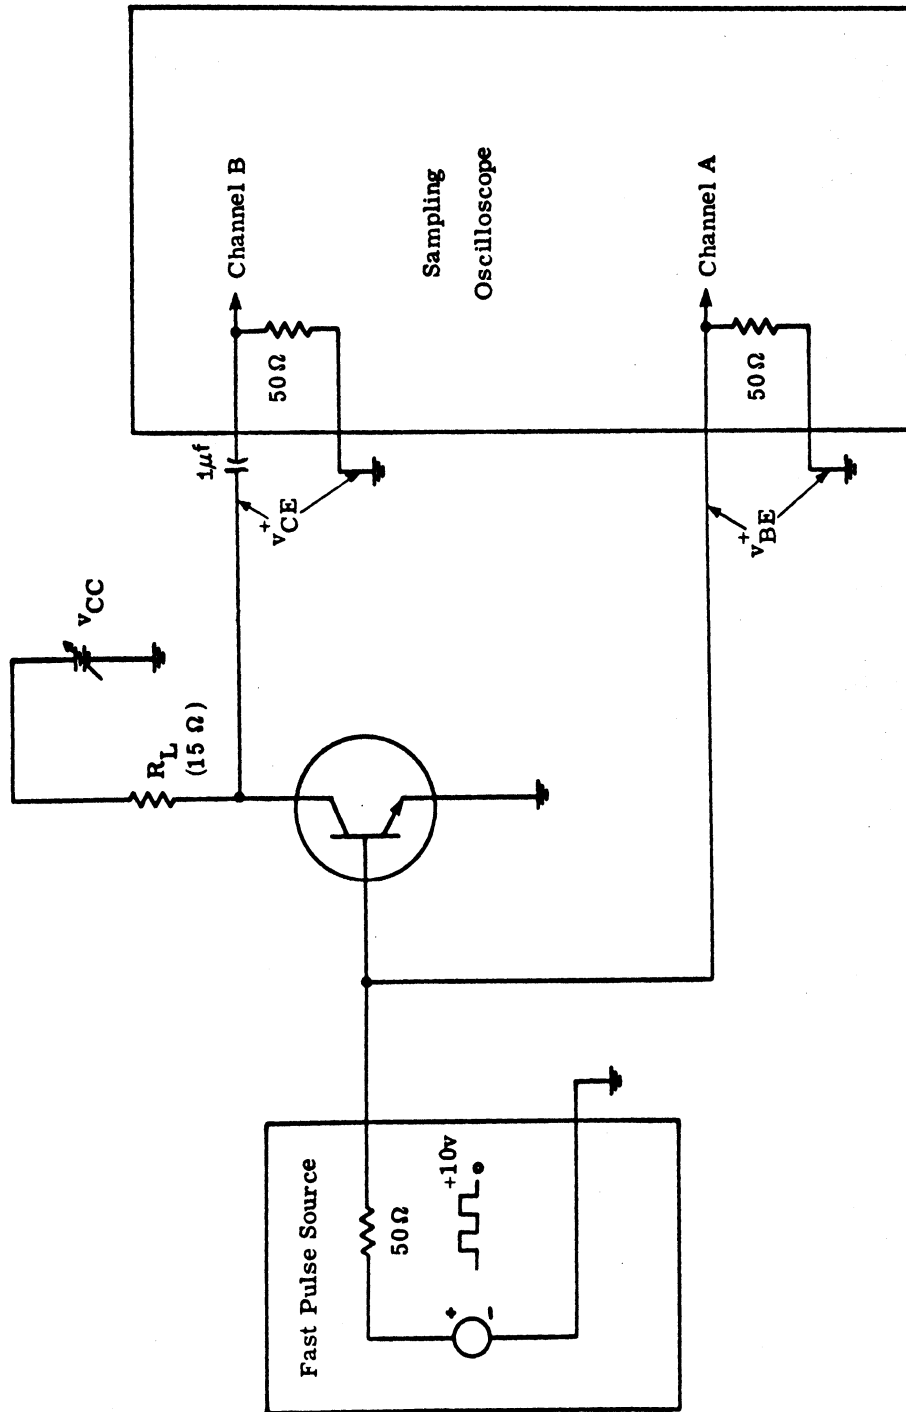 Channel B
50Ω
1μf
+
vCE
Sampling
Oscilloscope
Channel A
50Ω
+
vBE
vCC
RL
(15 Ω)
Fast Pulse Source
50Ω
+10v
o
+
-